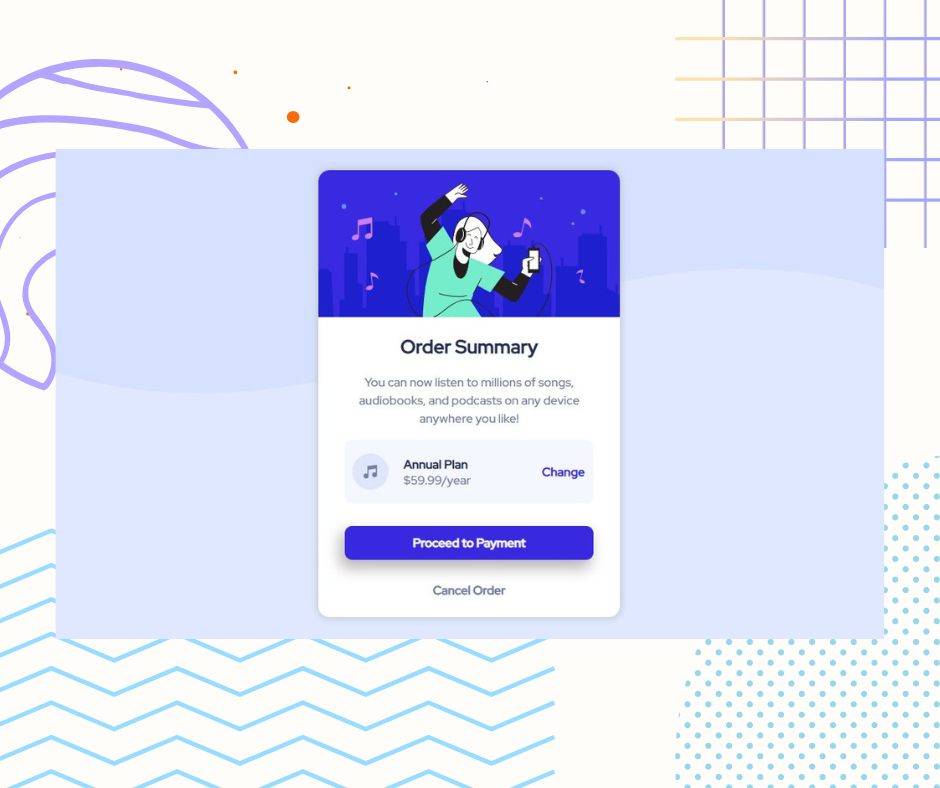 Order Summary
You can now listen to millions of songs,
audiobooks, and podcasts on any device
anywhere you like!
Annual Plan
$59.99/year
Change
Proceed to Payment
Cancel Order